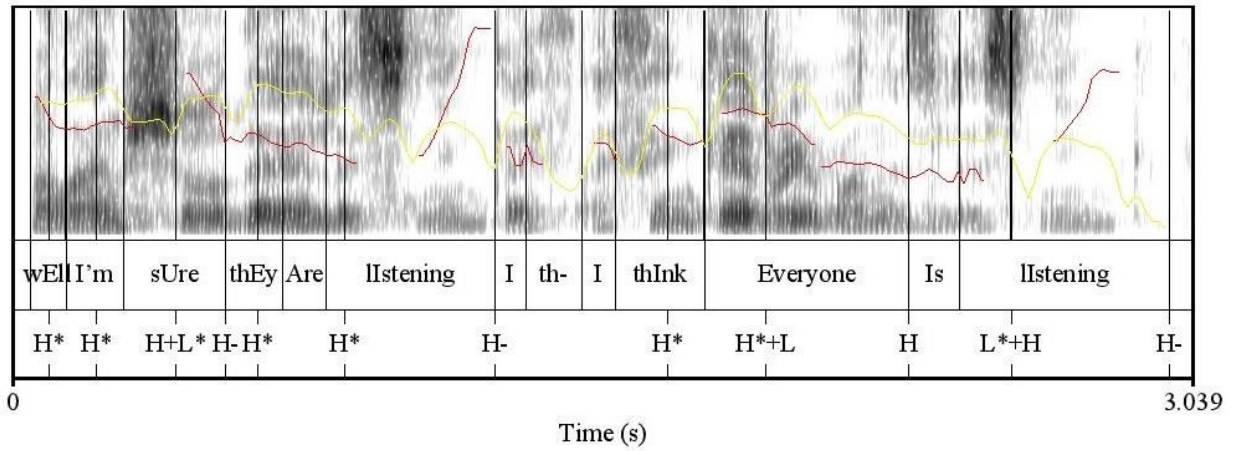 wEll I'm sUre thEy Are lIstening I th- I thInk Everyone Is lIstening
H* H* H+L* H- H* H* H- H* H*+L H L*+H H-
0 3.039
Time (s)